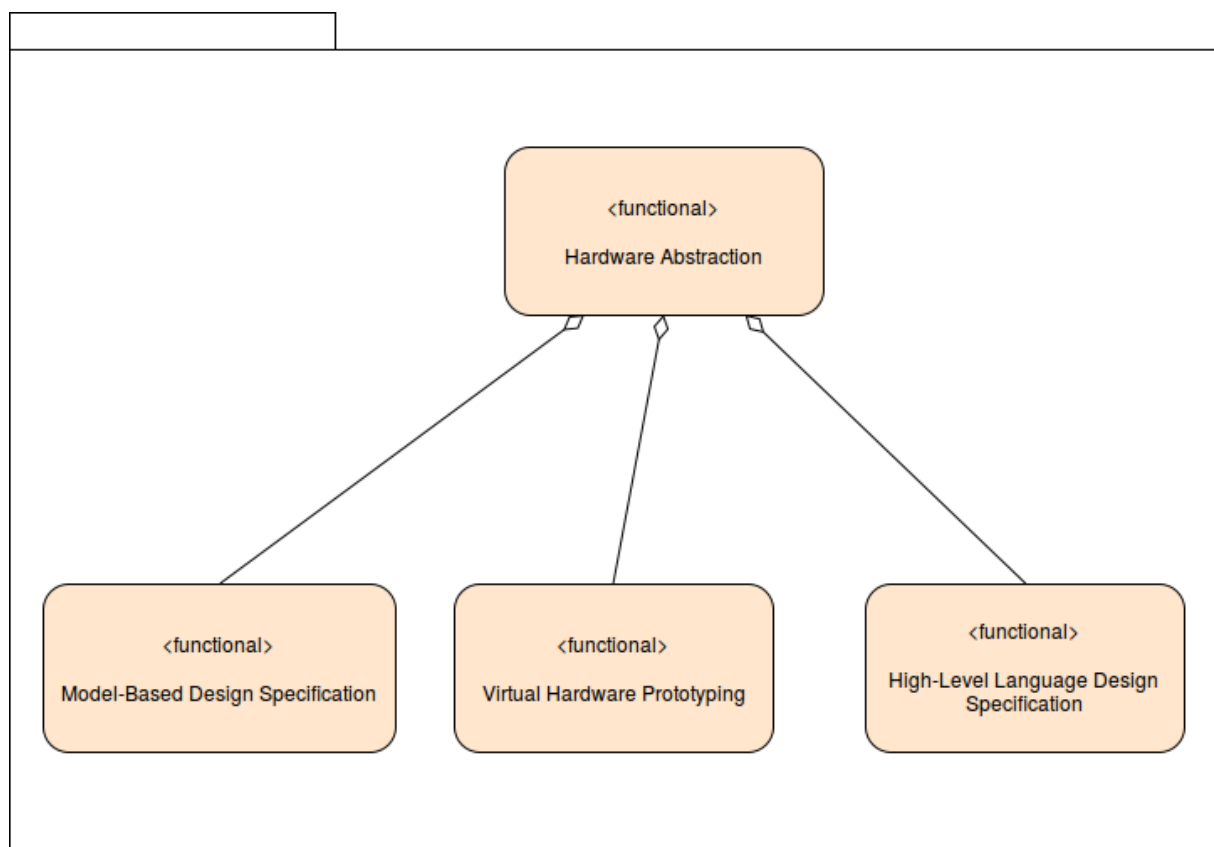 <functional>
Hardware Abstraction
<functional>
Model-Based Design Specification
<functional>
Virtual Hardware Prototyping
<functional>
High-Level Language Design
Specification